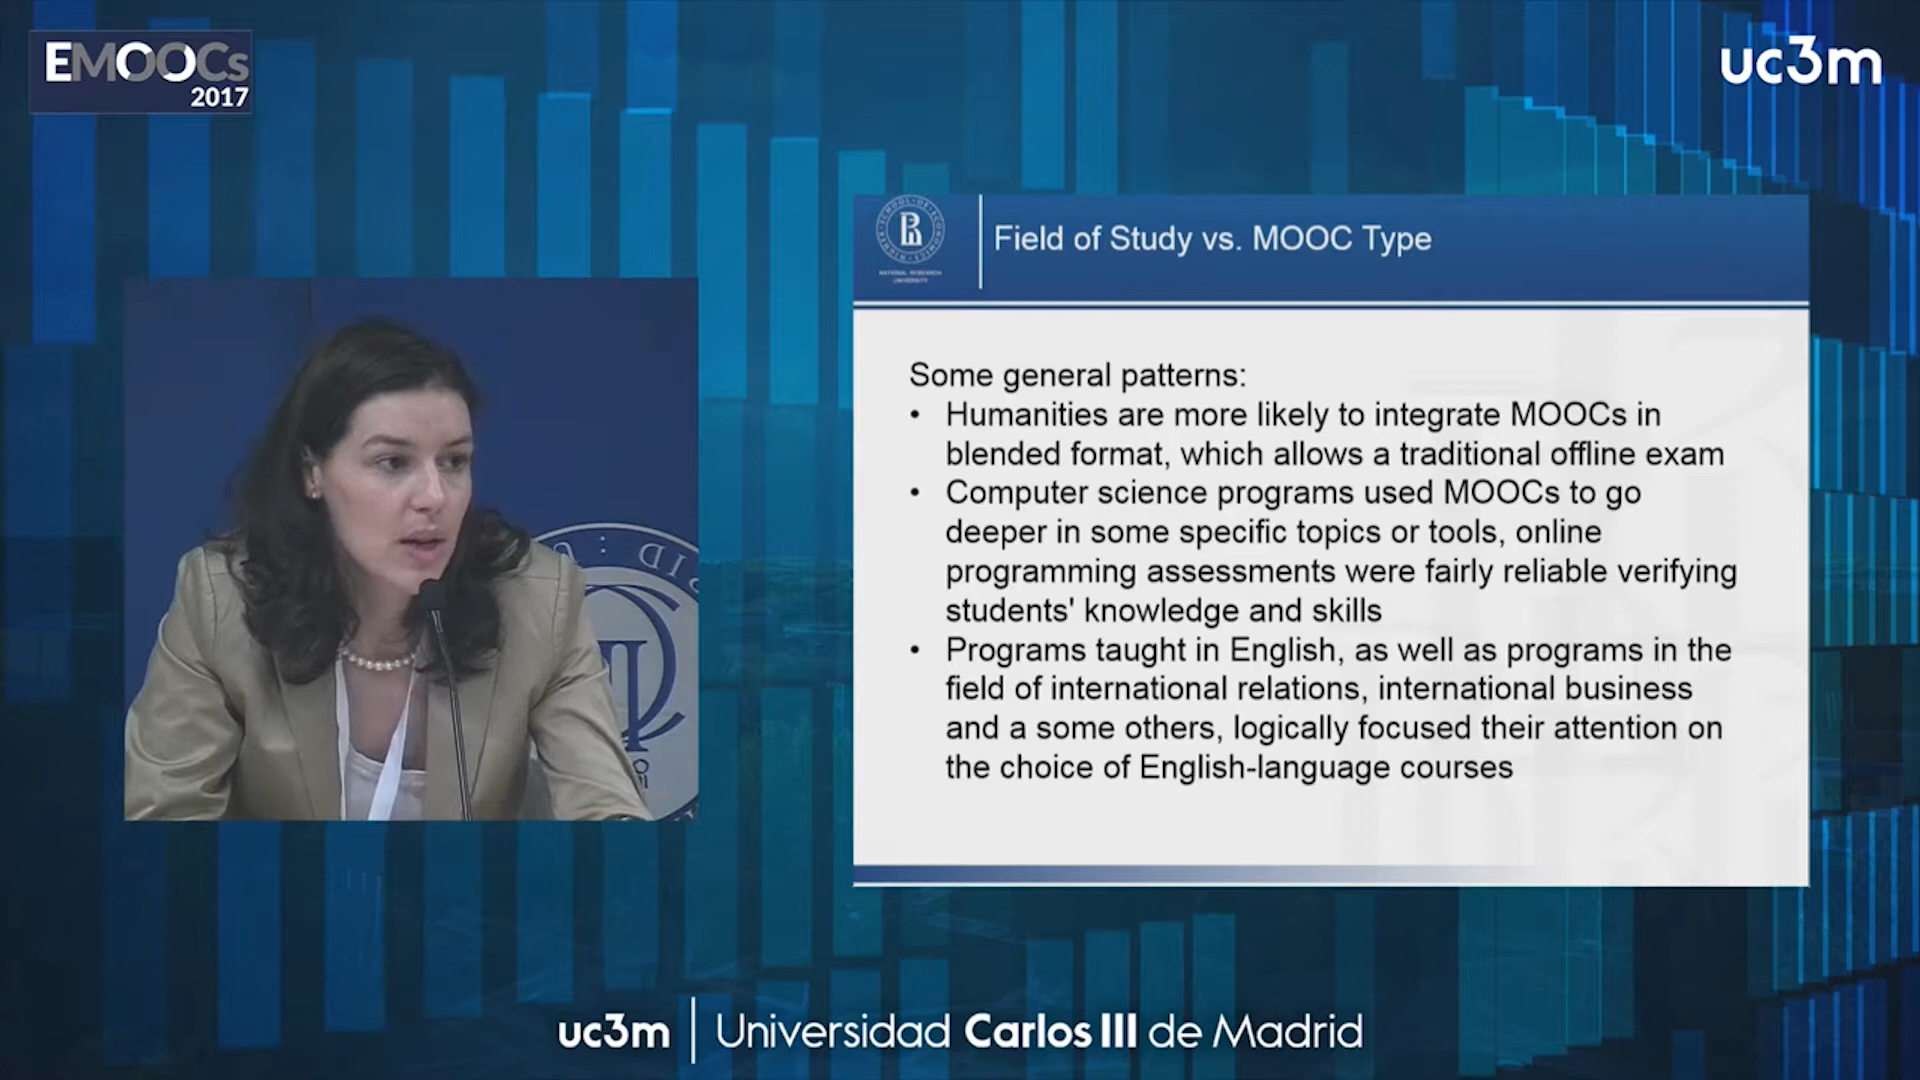 EMOOCs
2017
uc3m
NATIONAL RESEARCH
UNIVERSITY
Field of Study vs. MOOC Type
Some general patterns:
• Humanities are more likely to integrate MOOCs in
blended format, which allows a traditional offline exam
• Computer science programs used MOOCs to go
deeper in some specific topics or tools, online
programming assessments were fairly reliable verifying
students' knowledge and skills
• Programs taught in English, as well as programs in the
field of international relations, international business
and a some others, logically focused their attention on
the choice of English-language courses
uc3m | Universidad Carlos III de Madrid